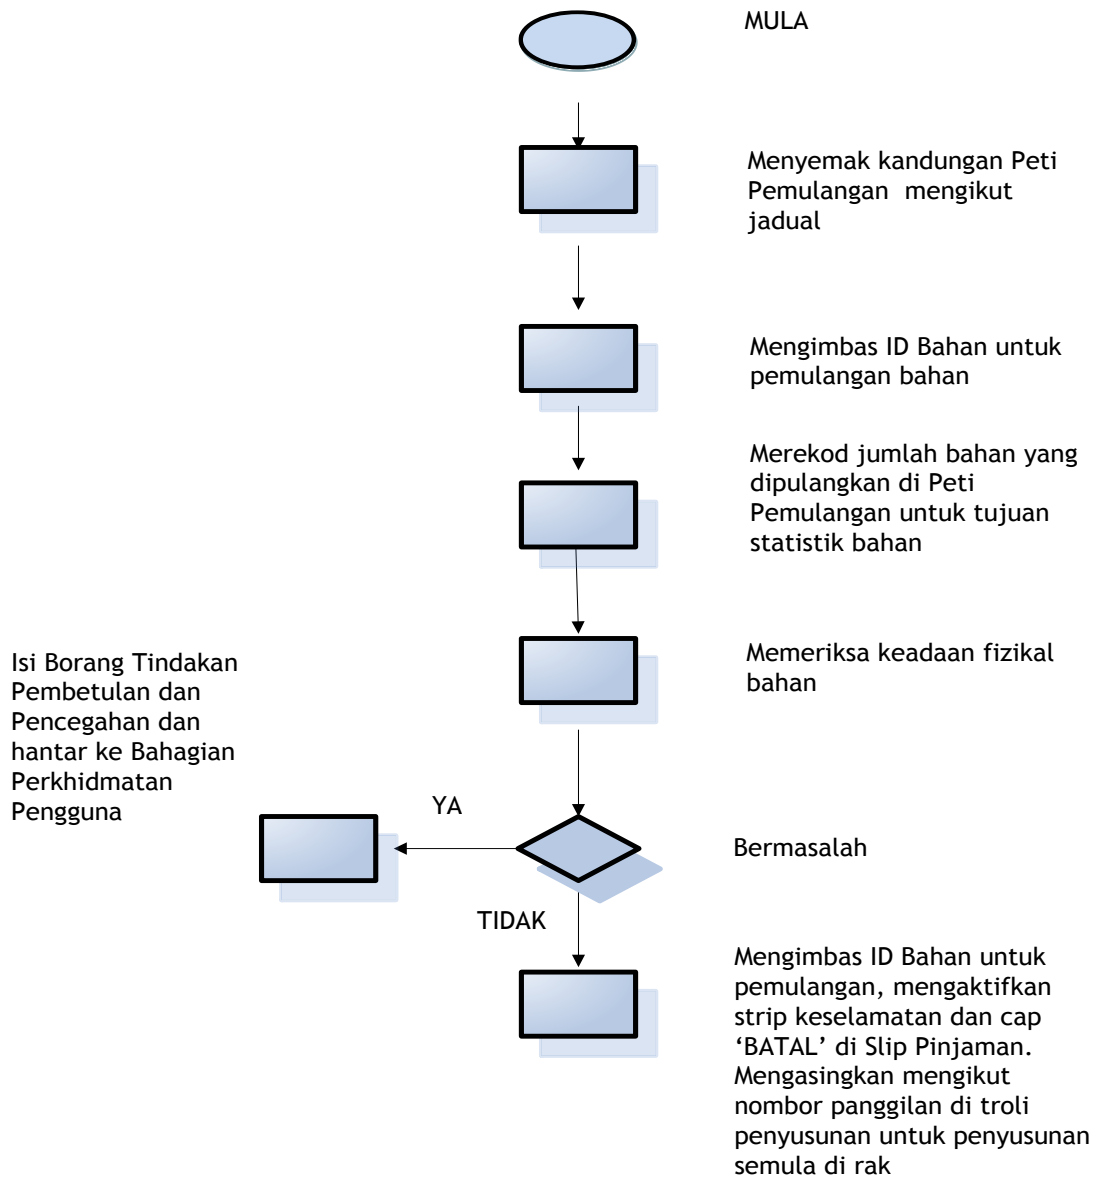 MULA
Menyemak kandungan Peti
Pemulangan  mengikut
jadual
Mengimbas ID Bahan untuk
pemulangan bahan
Merekod jumlah bahan yang
dipulangkan di Peti
Pemulangan untuk tujuan
statistik bahan
Memeriksa keadaan fizikal
bahan
Isi Borang Tindakan
Pembetulan dan
Pencegahan dan
hantar ke Bahagian
Perkhidmatan
Pengguna
YA
Bermasalah
TIDAK
Mengimbas ID Bahan untuk
pemulangan, mengaktifkan
strip keselamatan dan cap
‘BATAL’ di Slip Pinjaman.
Mengasingkan mengikut
nombor panggilan di troli
penyusunan untuk penyusunan
semula di rak